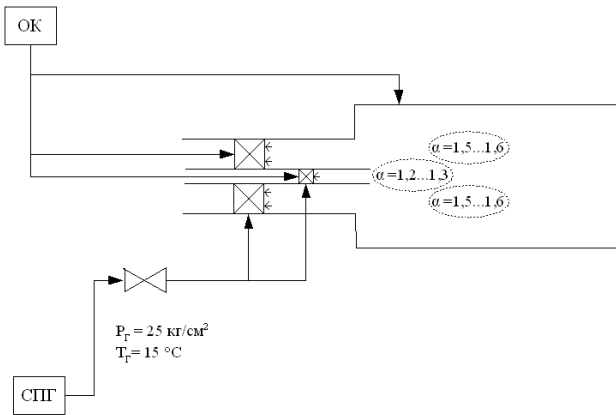 ОК
α =1,5...1,6
α=1,2...1,3
α=1,5...1,6
Pг = 25 кг/см²
Tг= 15 °C
СПГ